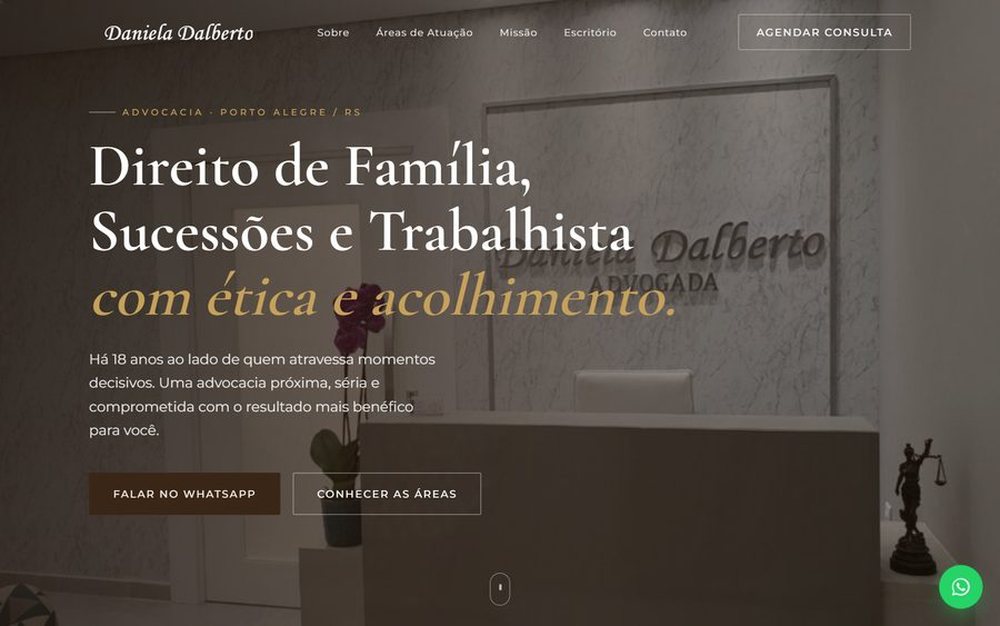 Daniela Dalberto
Sobre
Áreas de Atuação
Missão
Escritório
Contato
AGENDAR CONSULTA
ADVOCACIA · PORTO ALEGRE / RS
Direito de Família,
Sucessões e Trabalhista
com ética e acolhimento.
Daniela Dalberto
ADVOGADA
Há 18 anos ao lado de quem atravessa momentos
decisivos. Uma advocacia próxima, séria e
comprometida com o resultado mais benéfico
para você.
FALAR NO WHATSAPP
CONHECER AS ÁREAS